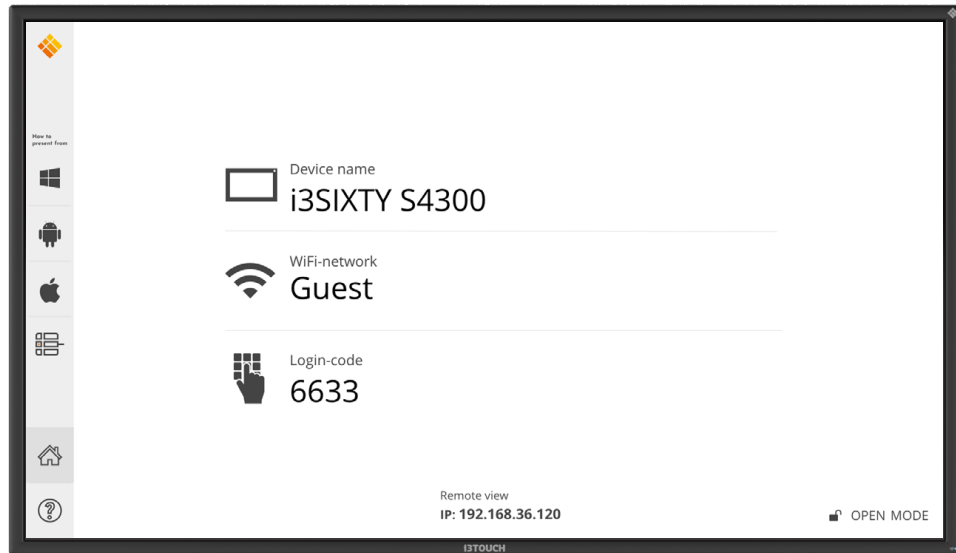 How to
present from
Device name
i3SIXTY S4300
WiFi-network
Guest
Login-code
6633
Remote view
IP: 192.168.36.120
OPEN MODE
i3TOUCH